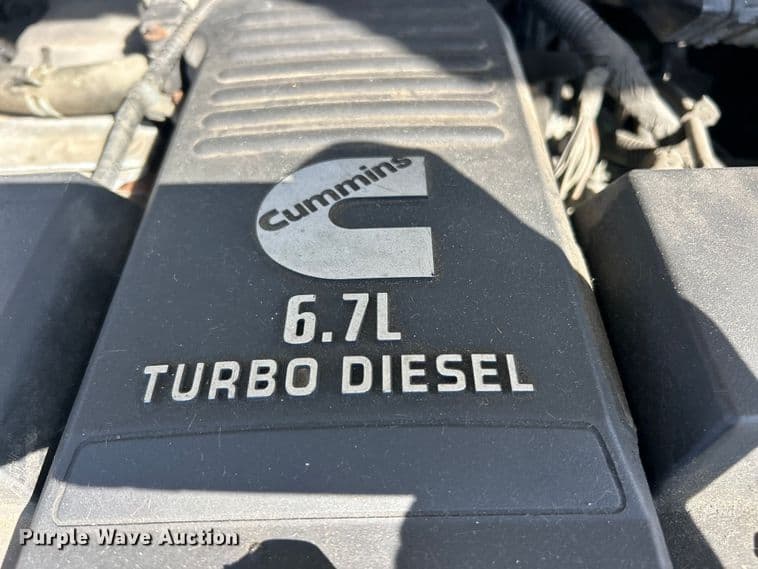 Cummins
6.7L
TURBO DIESEL
Purple Wave Auction